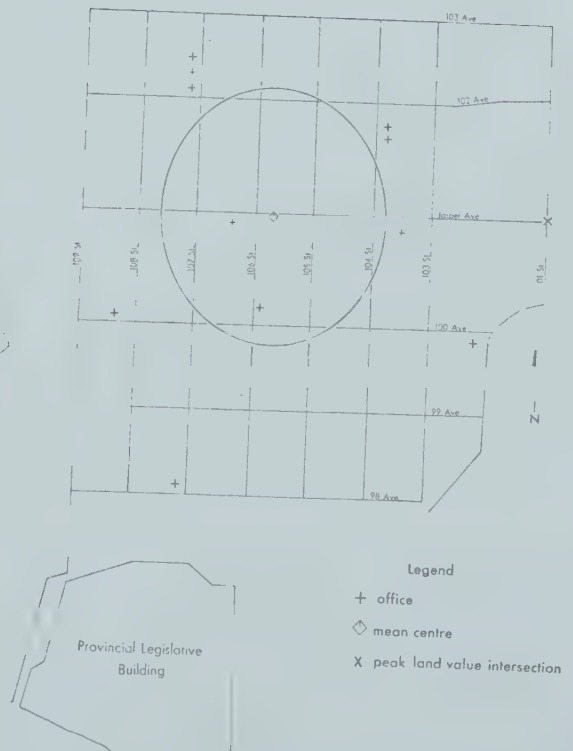 103 Ave
102 Ave
Jasper Ave
109 St.
108 St.
107 St.
106 St.
105 St.
104 St.
103 St.
101 St.
100 Ave
99 Ave
N
98 Ave.
Legend
+ office
◇ mean centre
X peak land value intersection
Provincial Legislative
Building